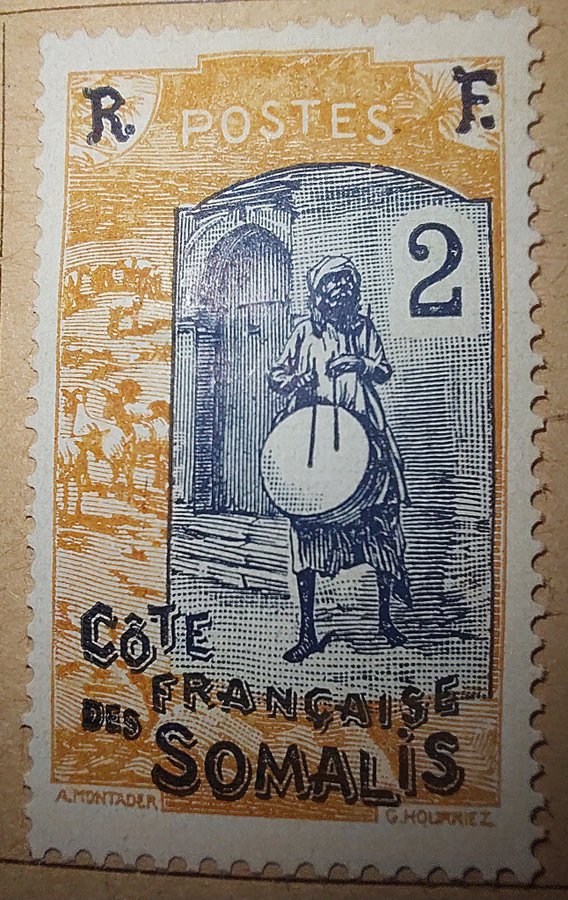 R. POSTES F.
2
CÔTE
FRANÇAISE
DES SOMALIS
A. MONTADER G. HOURRIEZ